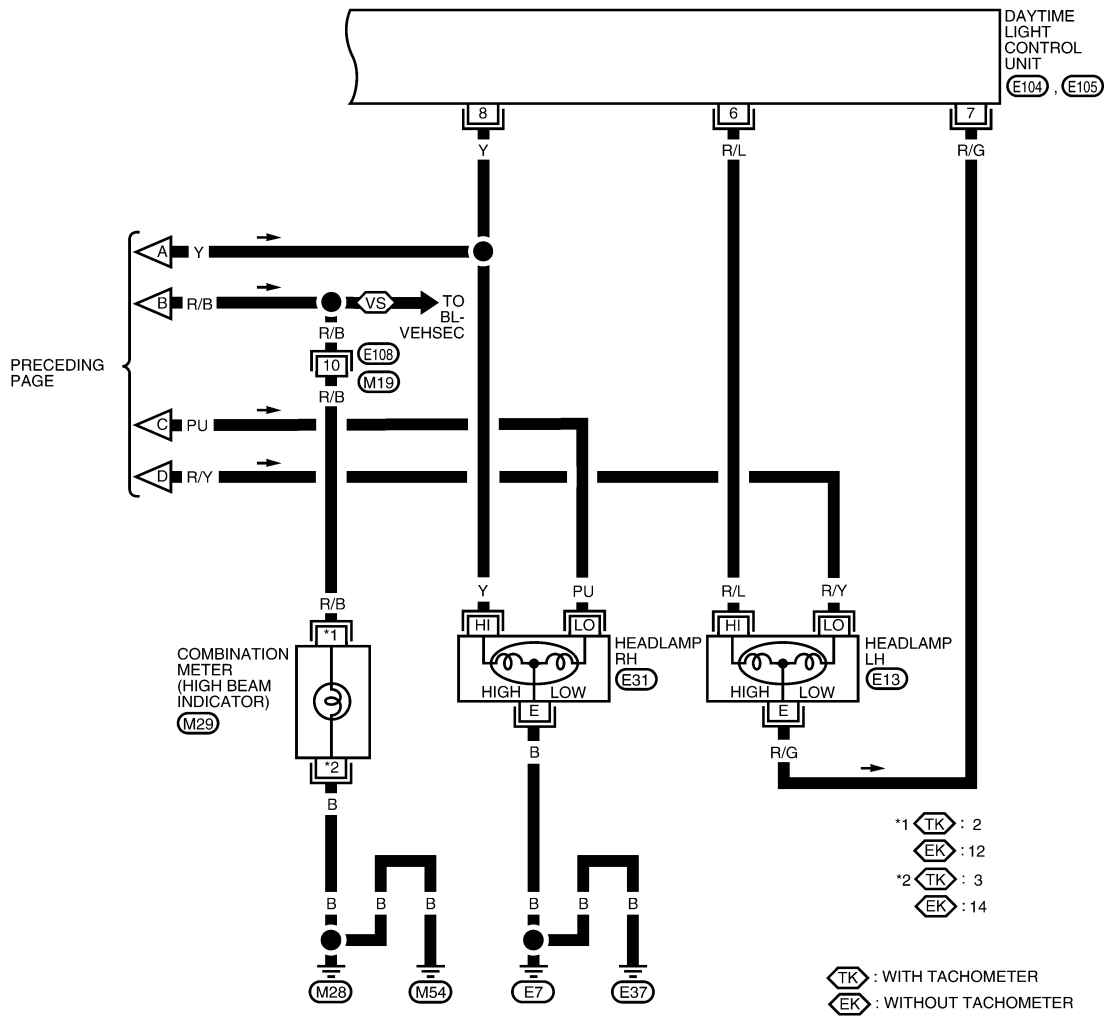 DAYTIME
LIGHT
CONTROL
UNIT
E104 , E105
8
6
7
Y
R/L
R/G
A
Y
B
R/B
VS
TO
BL-
VEHSEC
R/B
E108
10
M19
PRECEDING
PAGE
R/B
C
PU
D
R/Y
R/B
Y
PU
R/L
R/Y
*1
HI
LO
HI
LO
COMBINATION
METER
(HIGH BEAM
INDICATOR)
M29
HEADLAMP
RH
E31
HEADLAMP
LH
E13
HIGH
LOW
HIGH
LOW
E
E
*2
B
B
R/G
*1 TK : 2
EK : 12
*2 TK : 3
EK : 14
B
B
B
B
B
B
M28
M54
E7
E37
TK : WITH TACHOMETER
EK : WITHOUT TACHOMETER